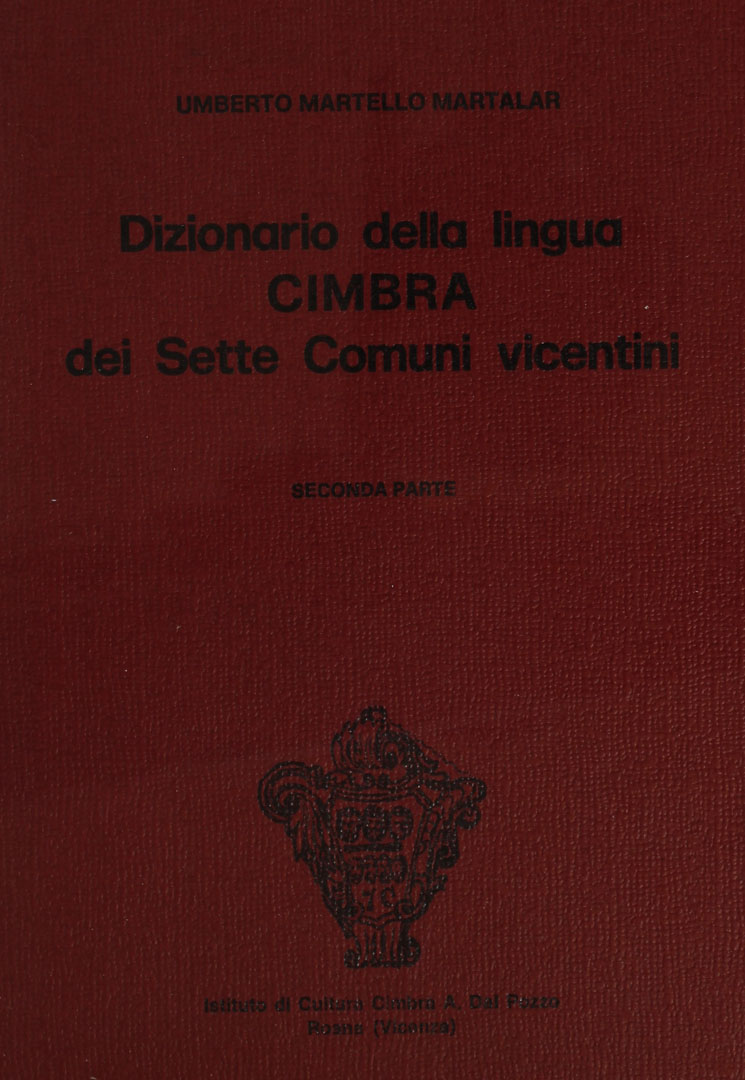 UMBERTO MARTELLO MARTALAR
Dizionario della lingua
CIMBRA
dei Sette Comuni vicentini
SECONDA PARTE
Istituto di Cultura Cimbra A. Dal Pozzo
Roana (Vicenza)